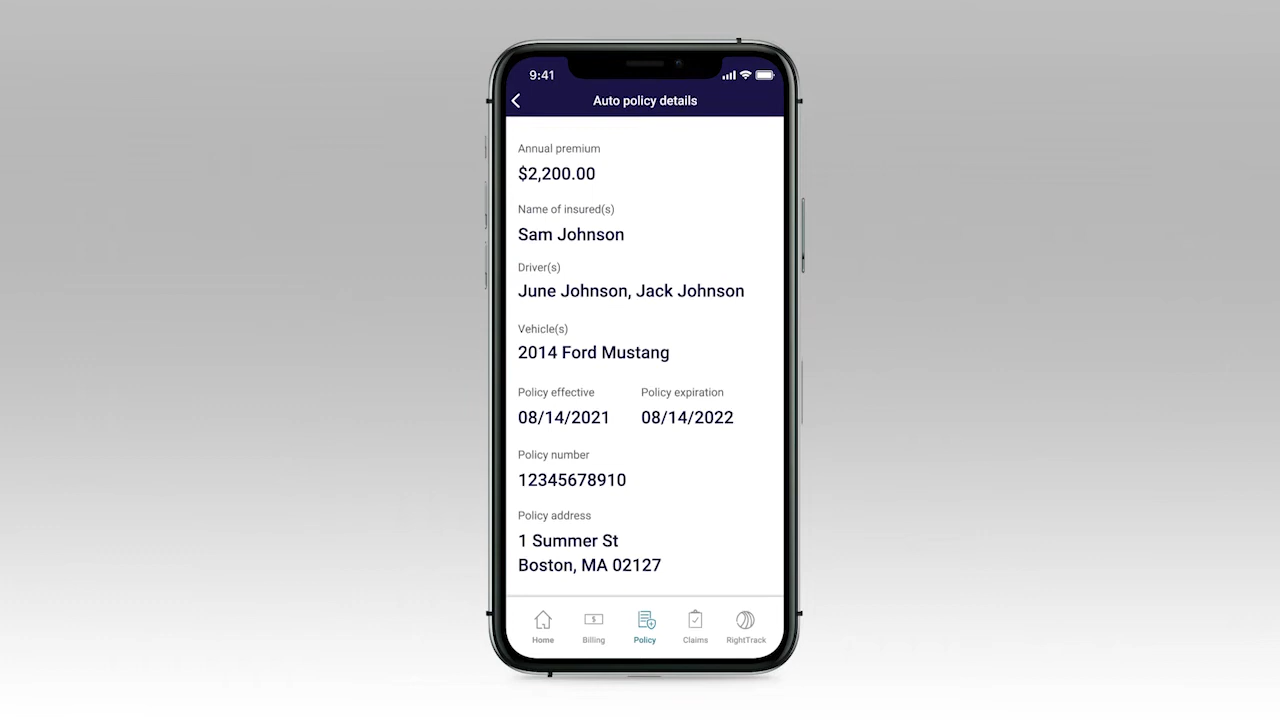 9:41
Auto policy details
Annual premium
$2,200.00
Name of insured(s)
Sam Johnson
Driver(s)
June Johnson, Jack Johnson
Vehicle(s)
2014 Ford Mustang
Policy effective Policy expiration
08/14/2021 08/14/2022
Policy number
12345678910
Policy address
1 Summer St
Boston, MA 02127
Home Billing Policy Claims RightTrack